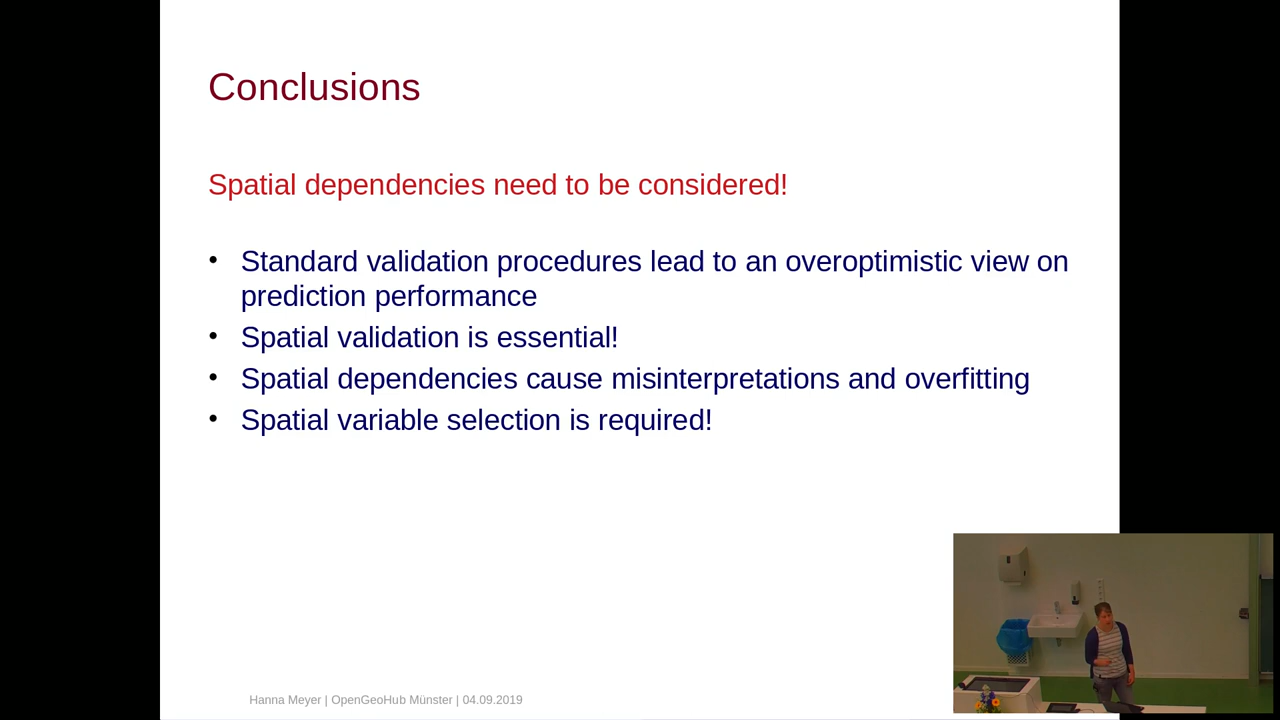 Conclusions
Spatial dependencies need to be considered!
• Standard validation procedures lead to an overoptimistic view on
prediction performance
• Spatial validation is essential!
• Spatial dependencies cause misinterpretations and overfitting
• Spatial variable selection is required!
Hanna Meyer | OpenGeoHub Münster | 04.09.2019